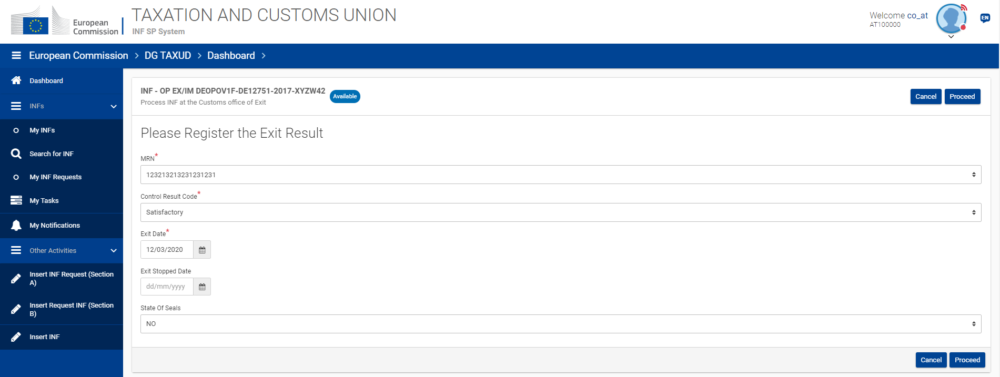 European
Commission
TAXATION AND CUSTOMS UNION
INF SP System
Welcome co_at
AT100000
EN
European Commission > DG TAXUD > Dashboard >
Dashboard
INFs
My INFs
Search for INF
My INF Requests
My Tasks
My Notifications
Other Activities
Insert INF Request (Section
A)
Insert Request INF (Section
B)
Insert INF
INF - OP EX/IM DEOPOV1F-DE12751-2017-XYZW42
Available
Process INF at the Customs office of Exit
Cancel Proceed
Please Register the Exit Result
MRN*
123213213231231231
Control Result Code*
Satisfactory
Exit Date*
12/03/2020
Exit Stopped Date
dd/mm/yyyy
State Of Seals
NO
Cancel Proceed